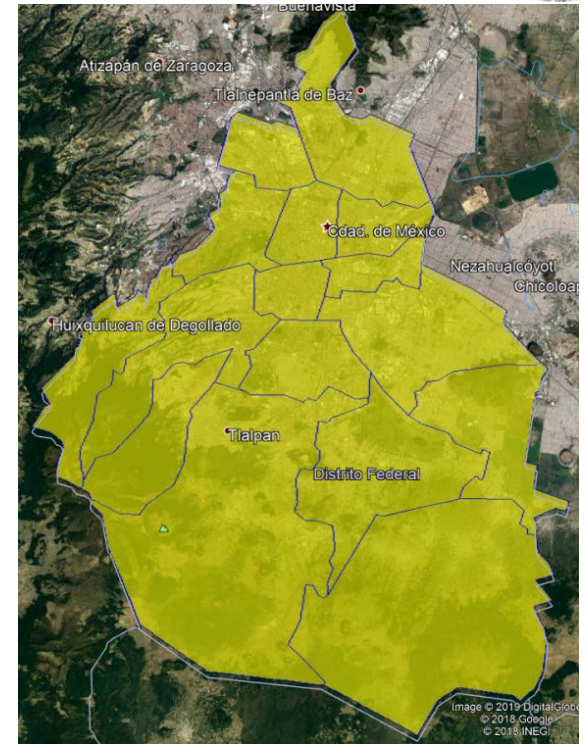 Buenavista
Atizapán de Zaragoza
Tlalnepantla de Baz
Cdad. de México
Nezahualcóyotl
Chicoloap
Huixquilucan de Degollado
Tlalpan
Distrito Federal
Image © 2019 DigitalGlobe
© 2018 Google
© 2018 INEGI